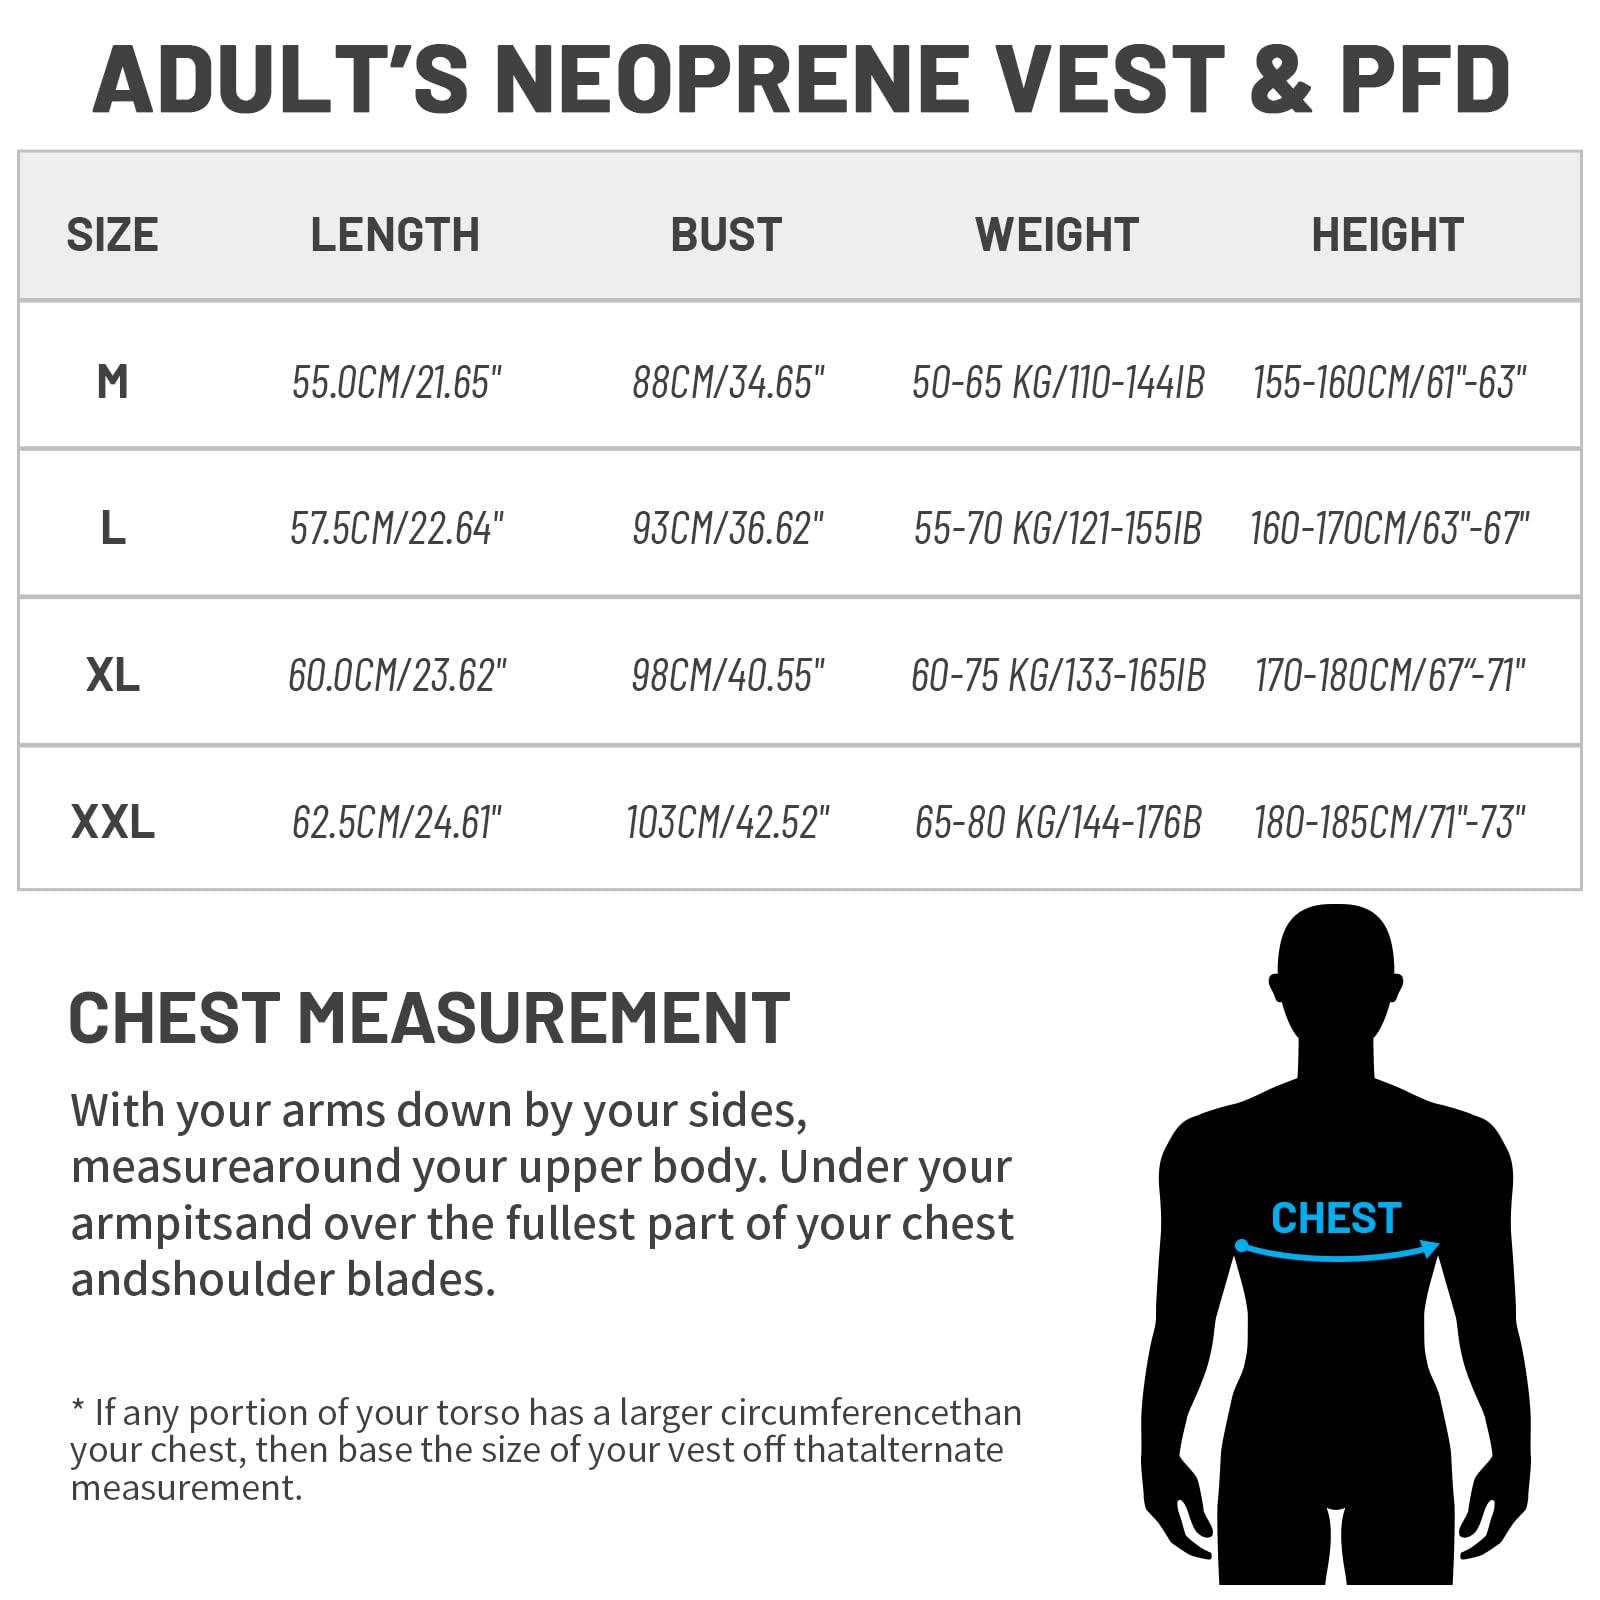 ADULT’S NEOPRENE VEST & PFD
SIZE LENGTH BUST WEIGHT HEIGHT
M 55.0CM/21.65" 88CM/34.65" 50-65 KG/110-144IB 155-160CM/61"-63"
L 57.5CM/22.64" 93CM/36.62" 55-70 KG/121-155IB 160-170CM/63"-67"
XL 60.0CM/23.62" 98CM/40.55" 60-75 KG/133-165IB 170-180CM/67”-71"
XXL 62.5CM/24.61" 103CM/42.52" 65-80 KG/144-176B 180-185CM/71"-73"
CHEST MEASUREMENT
With your arms down by your sides,
measurearound your upper body. Under your
armpitsand over the fullest part of your chest
andshoulder blades.
* If any portion of your torso has a larger circumferencethan
your chest, then base the size of your vest off thatalternate
measurement.
CHEST